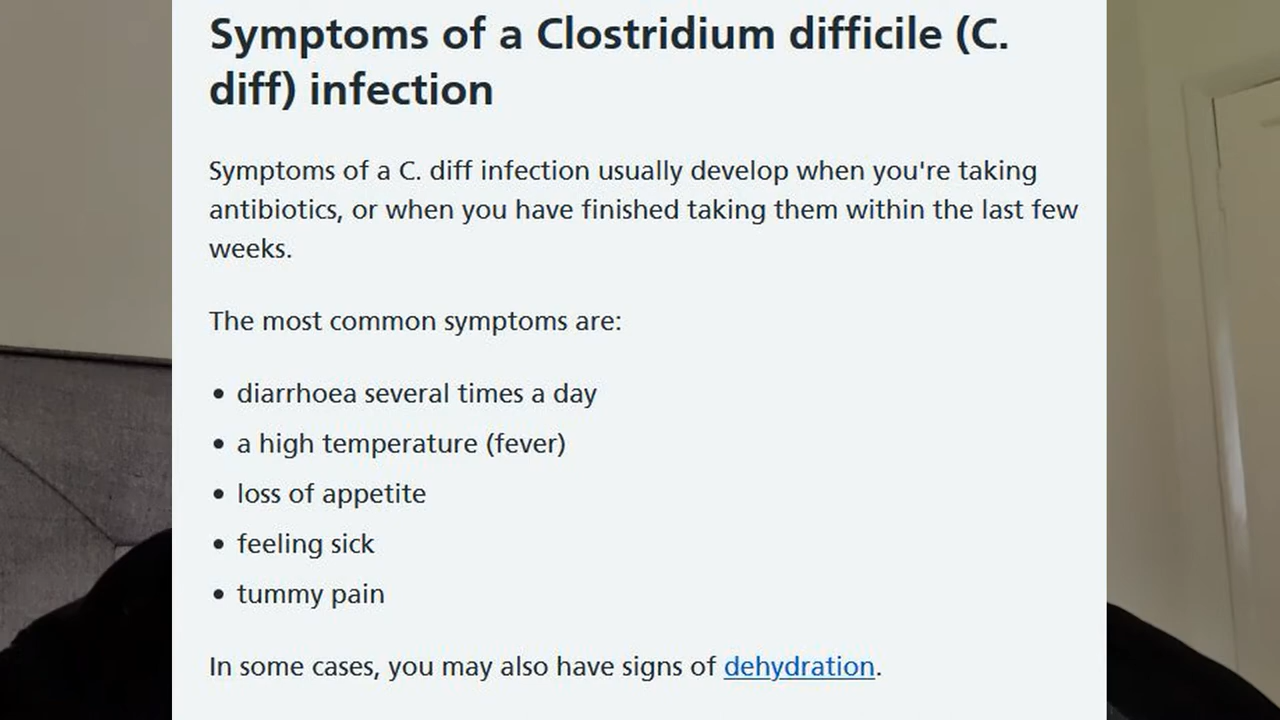 Symptoms of a Clostridium difficile (C.
diff) infection
Symptoms of a C. diff infection usually develop when you're taking
antibiotics, or when you have finished taking them within the last few
weeks.
The most common symptoms are:
• diarrhoea several times a day
• a high temperature (fever)
• loss of appetite
• feeling sick
• tummy pain
In some cases, you may also have signs of dehydration.